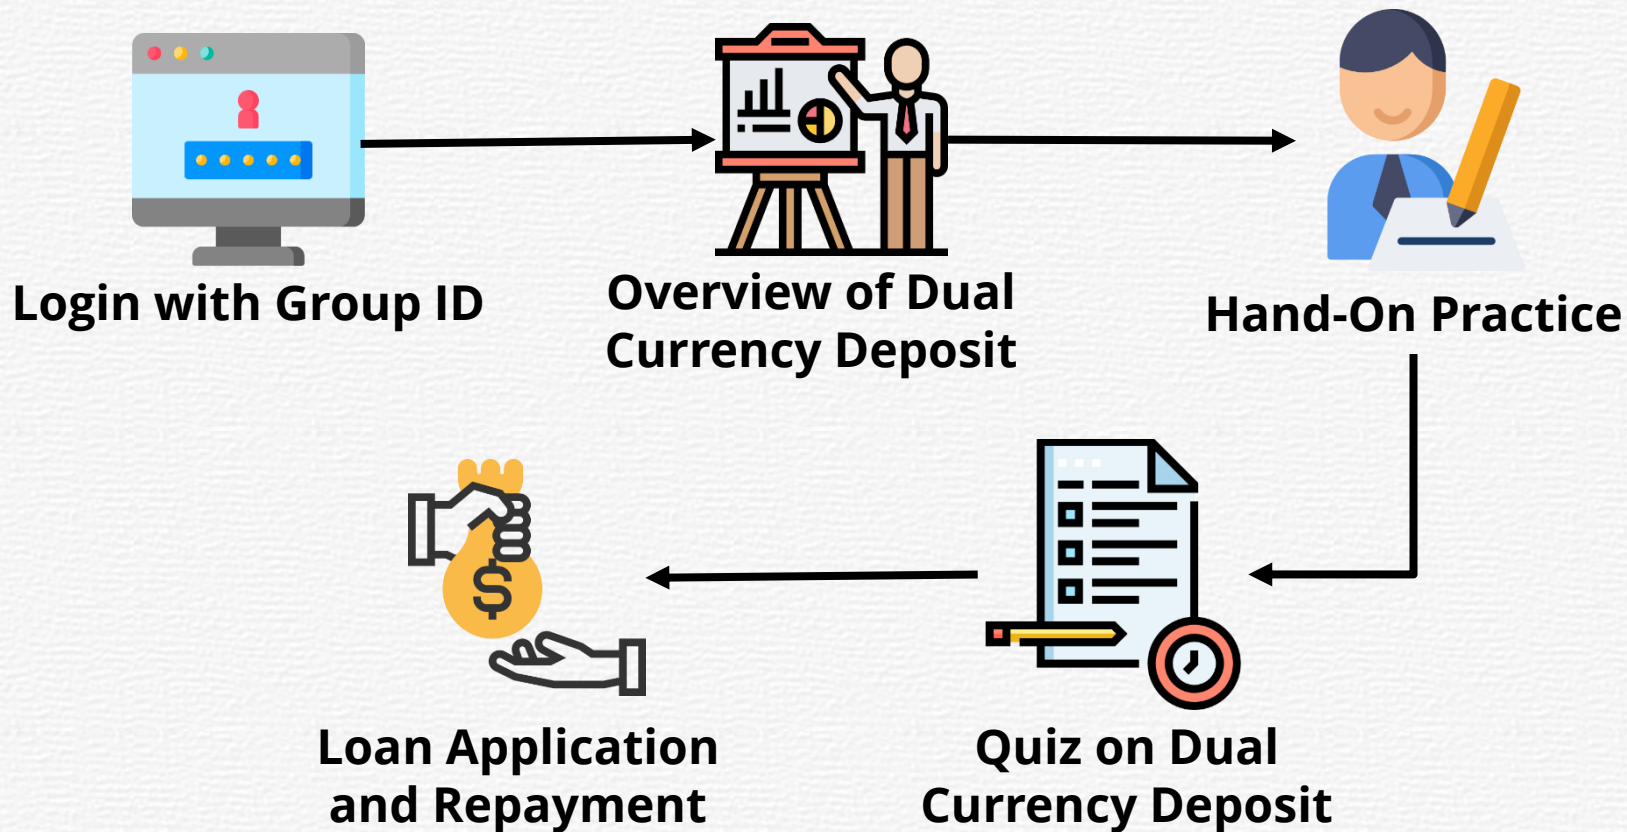 Login with Group ID
Overview of Dual
Currency Deposit
Hand-On Practice
$
Loan Application
and Repayment
Quiz on Dual
Currency Deposit